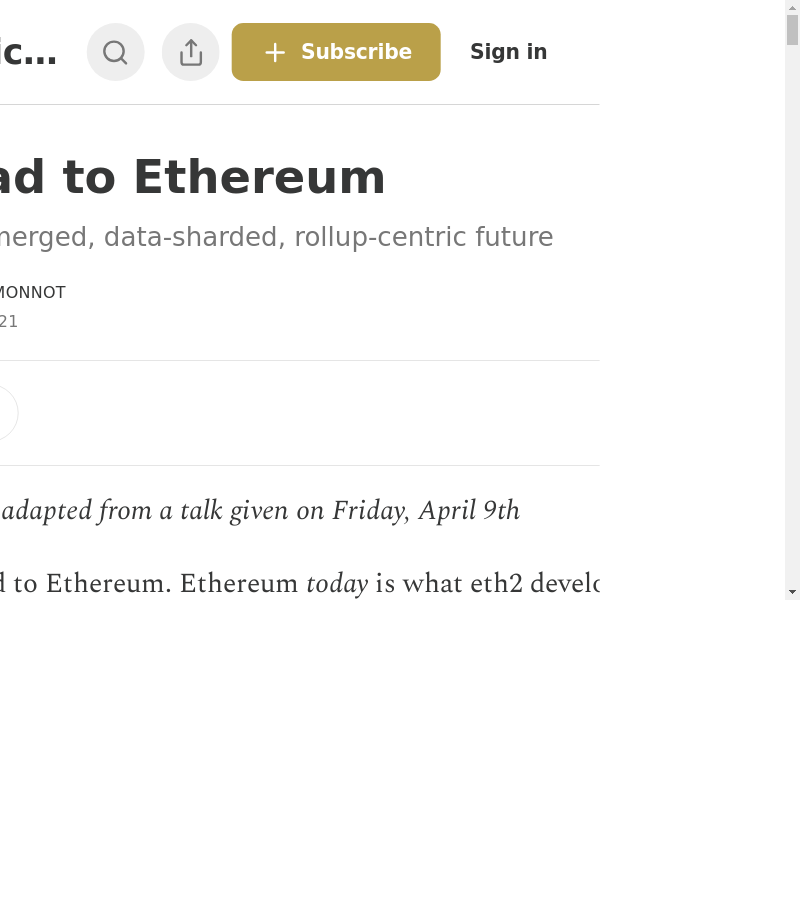 ic...
Subscribe
Sign in
ad to Ethereum
merged, data-sharded, rollup-centric future
MONNOT
21
adapted from a talk given on Friday, April 9th
d to Ethereum. Ethereum today is what eth2 develo